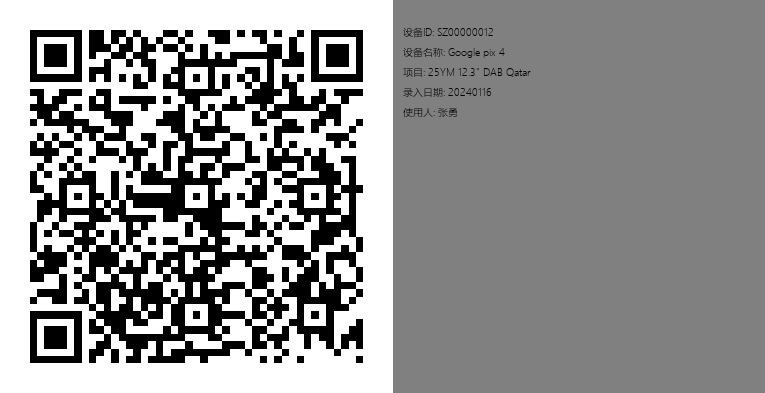 设备ID: SZ00000012
设备名称: Google pix 4
项目: 25YM 12.3" DAB Qatar
录入日期: 20240116
使用人: 张勇